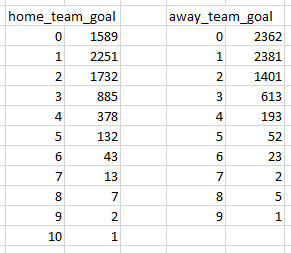 home_team_goal away_team_goal
0 1589 0 2362
1 2251 1 2381
2 1732 2 1401
3 885 3 613
4 378 4 193
5 132 5 52
6 43 6 23
7 13 7 2
8 7 8 5
9 2 9 1
10 1